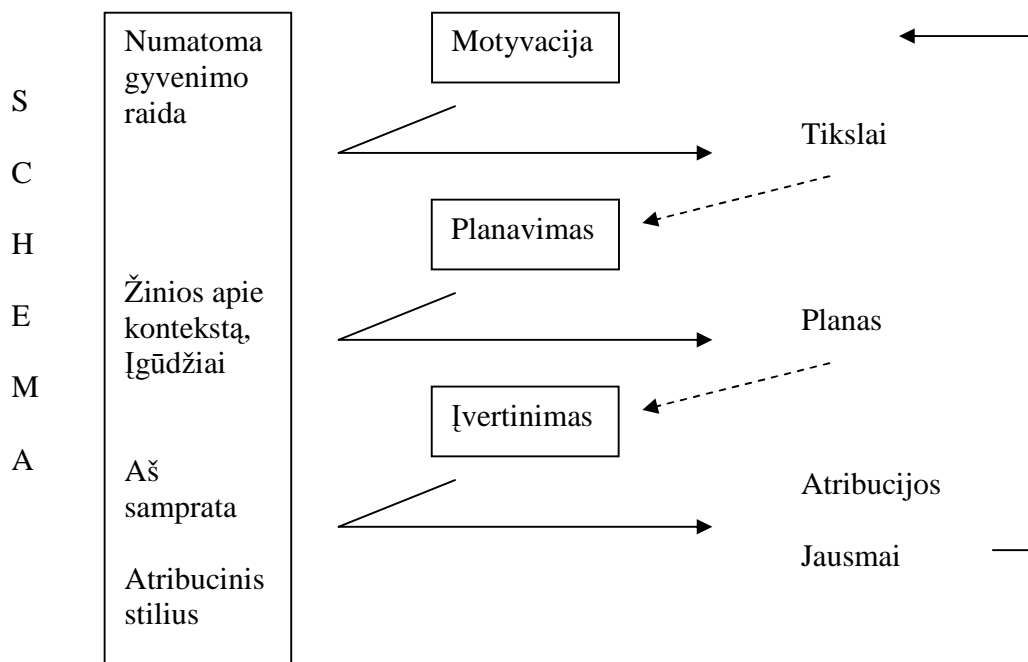 S
C
H
E
M
A
Numatoma
gyvenimo
raida
Žinios apie
kontekstą,
Įgūdžiai
Aš
samprata
Atribucinis
stilius
Motyvacija
Tikslai
Planavimas
Planas
Įvertinimas
Atribucijos
Jausmai